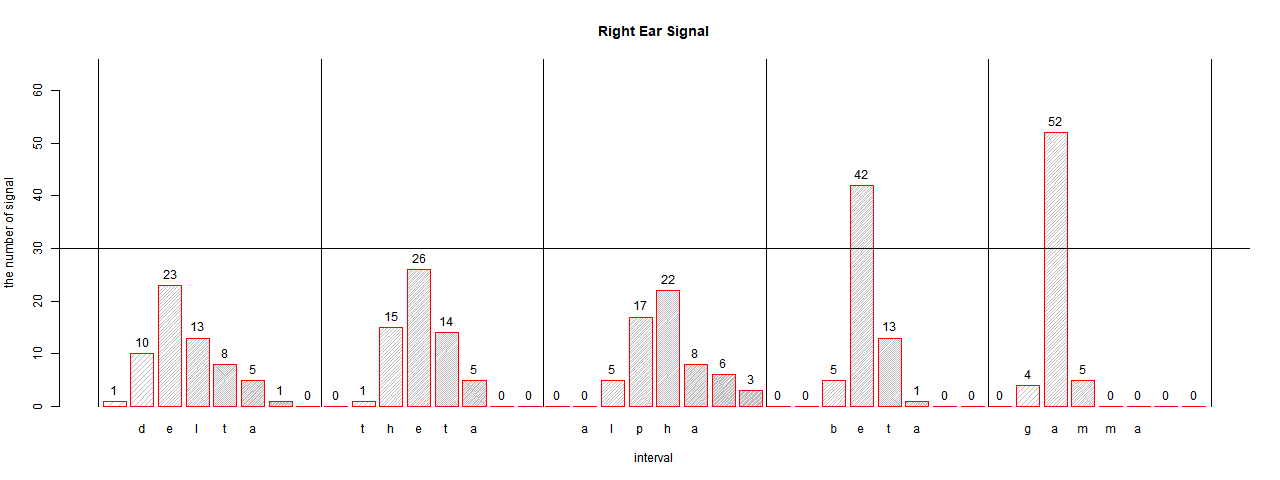 Right Ear Signal
the number of signal
60
50
40
30
20
10
0
1 10 23 13 8 5 1 0 0 1 15 26 14 5 0 0 0 0 5 17 22 8 6 3 0 0 5 42 13 1 0 0 0 4 52 5 0 0 0 0
d e l t a t h e t a a l p h a b e t a g a m m a
interval